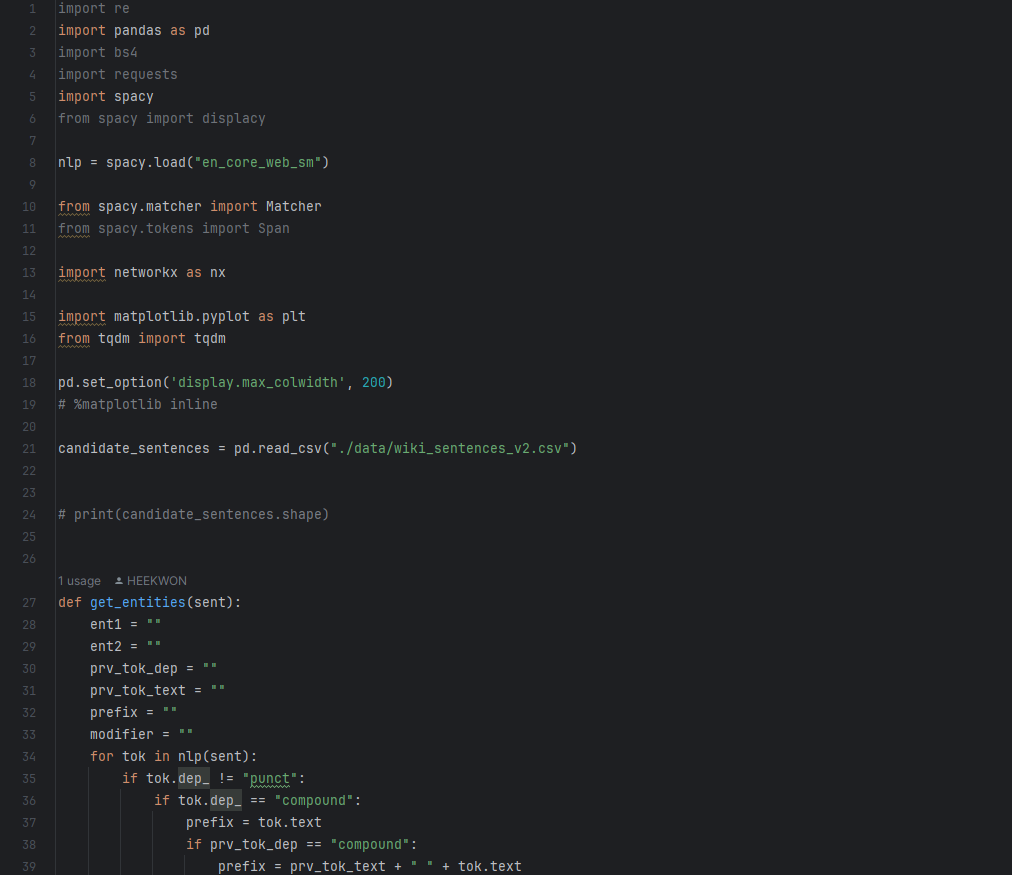 1 import re
2 import pandas as pd
3 import bs4
4 import requests
5 import spacy
6 from spacy import displacy
7
8 nlp = spacy.load("en_core_web_sm")
9
10 from spacy.matcher import Matcher
11 from spacy.tokens import Span
12
13 import networkx as nx
14
15 import matplotlib.pyplot as plt
16 from tqdm import tqdm
17
18 pd.set_option('display.max_colwidth', 200)
19 # %matplotlib inline
20
21 candidate_sentences = pd.read_csv("./data/wiki_sentences_v2.csv")
22
23
24 # print(candidate_sentences.shape)
25
26
1 usage HEEKWON
27 def get_entities(sent):
28     ent1 = ""
29     ent2 = ""
30     prv_tok_dep = ""
31     prv_tok_text = ""
32     prefix = ""
33     modifier = ""
34     for tok in nlp(sent):
35         if tok.dep_ != "punct":
36             if tok.dep_ == "compound":
37                 prefix = tok.text
38                 if prv_tok_dep == "compound":
39                     prefix = prv_tok_text + " " + tok.text